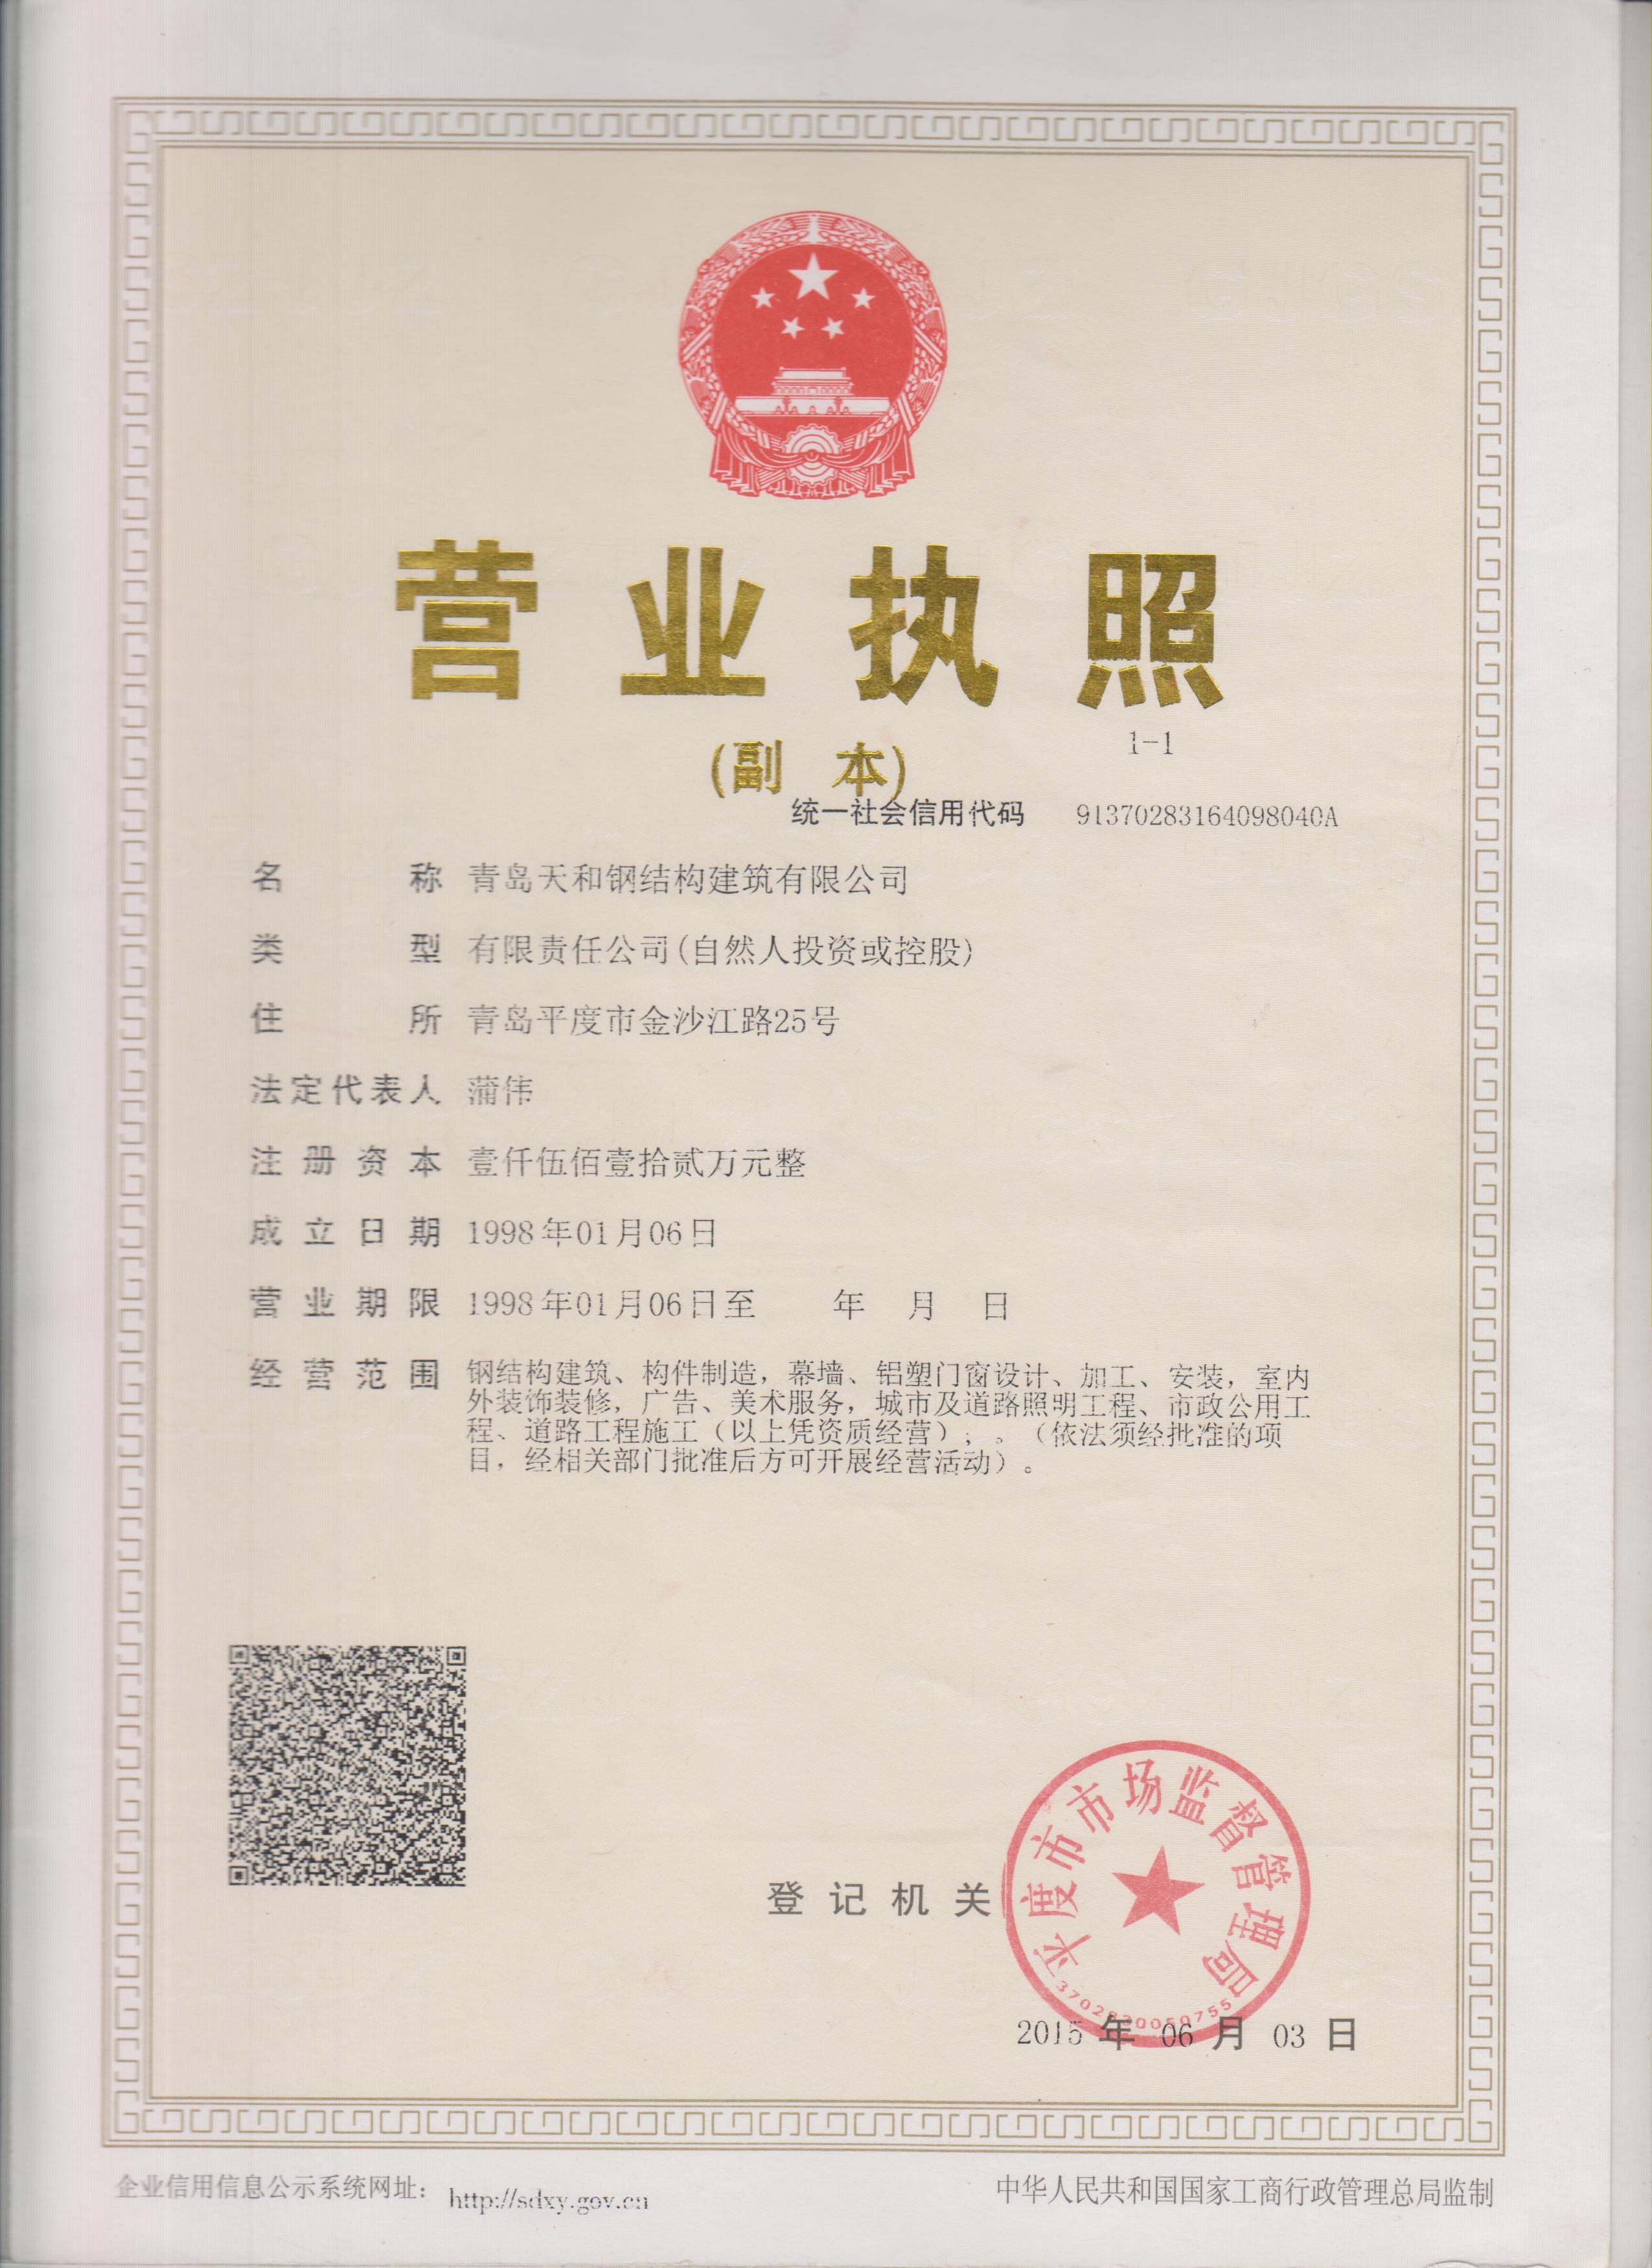 营业执照
(副 本)
1-1
统一社会信用代码 91370283164098040A
名称 青岛天和钢结构建筑有限公司
类型 有限责任公司(自然人投资或控股)
住所 青岛平度市金沙江路25号
法定代表人 蒲伟
注册资本 壹仟伍佰壹拾贰万元整
成立日期 1998年01月06日
营业期限 1998年01月06日至 年 月 日
经营范围 钢结构建筑、构件制造，幕墙、铝塑门窗设计、加工、安装，室内
外装饰装修，广告、美术服务，城市及道路照明工程、市政公用工
程、道路工程施工（以上凭资质经营），。（依法须经批准的项
目，经相关部门批准后方可开展经营活动）。
平度市市场监督管理局
登记机关
2015 年 06 月 03 日
企业信用信息公示系统网址： http://sdxy.gov.cn
中华人民共和国国家工商行政管理总局监制